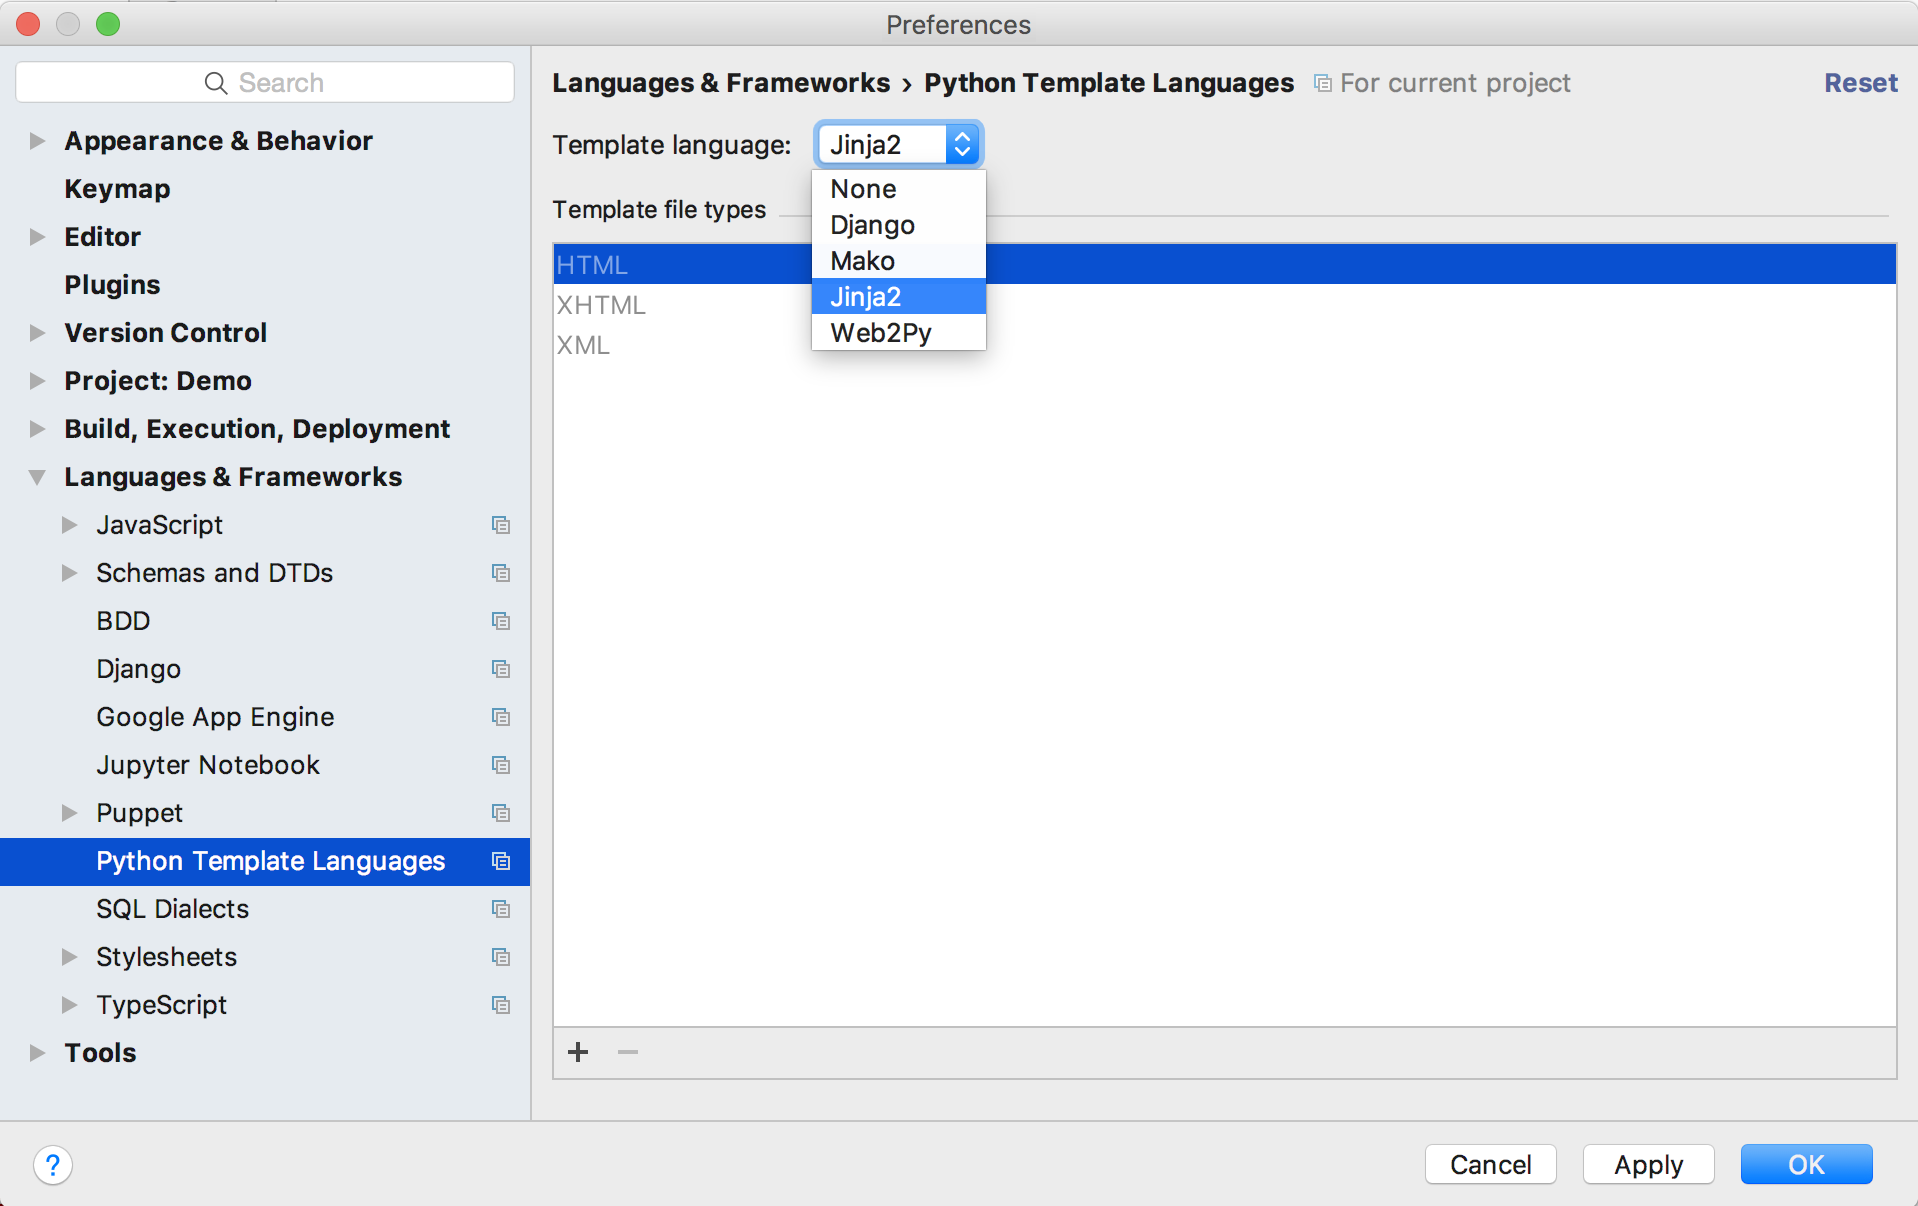 Preferences
Search
Appearance & Behavior
Keymap
Editor
Plugins
Version Control
Project: Demo
Build, Execution, Deployment
Languages & Frameworks
JavaScript
Schemas and DTDs
BDD
Django
Google App Engine
Jupyter Notebook
Puppet
Python Template Languages
SQL Dialects
Stylesheets
TypeScript
Tools
Languages & Frameworks › Python Template Languages For current project Reset
Template language: Jinja2
None
Django
Mako
Jinja2
Web2Py
Template file types
HTML
XHTML
XML
? Cancel Apply OK